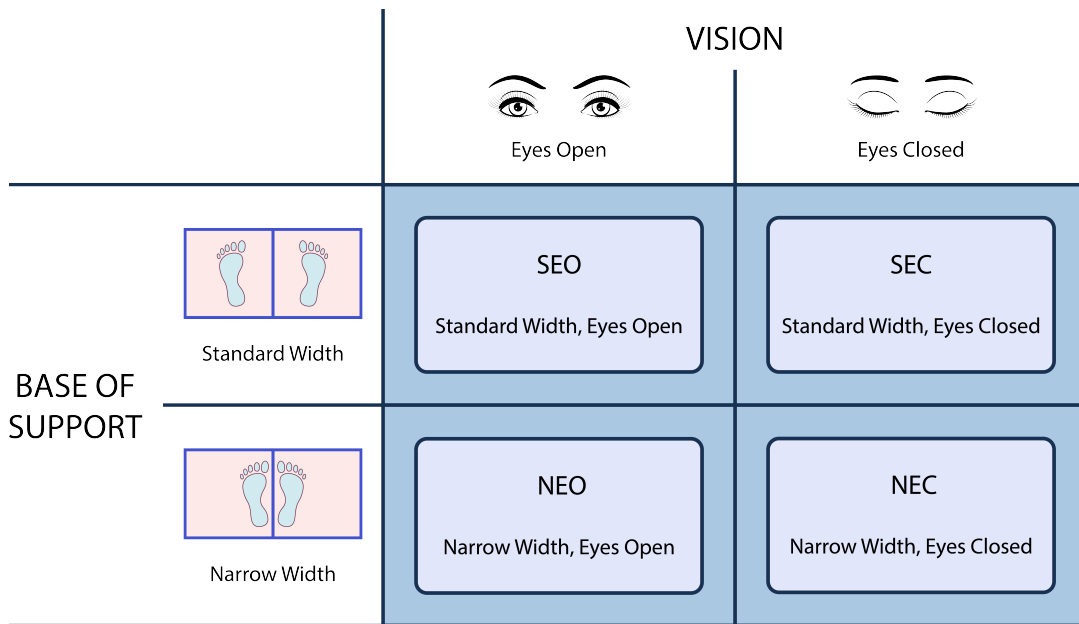 VISION
Eyes Open
Eyes Closed
BASE OF
SUPPORT
Standard Width
SEO
Standard Width, Eyes Open
SEC
Standard Width, Eyes Closed
Narrow Width
NEO
Narrow Width, Eyes Open
NEC
Narrow Width, Eyes Closed